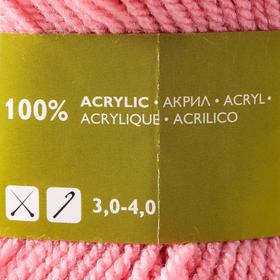 100% ACRYLIC • АКРИЛ • ACRYL •
ACRYLIQUE • ACRILICO
3,0-4,0